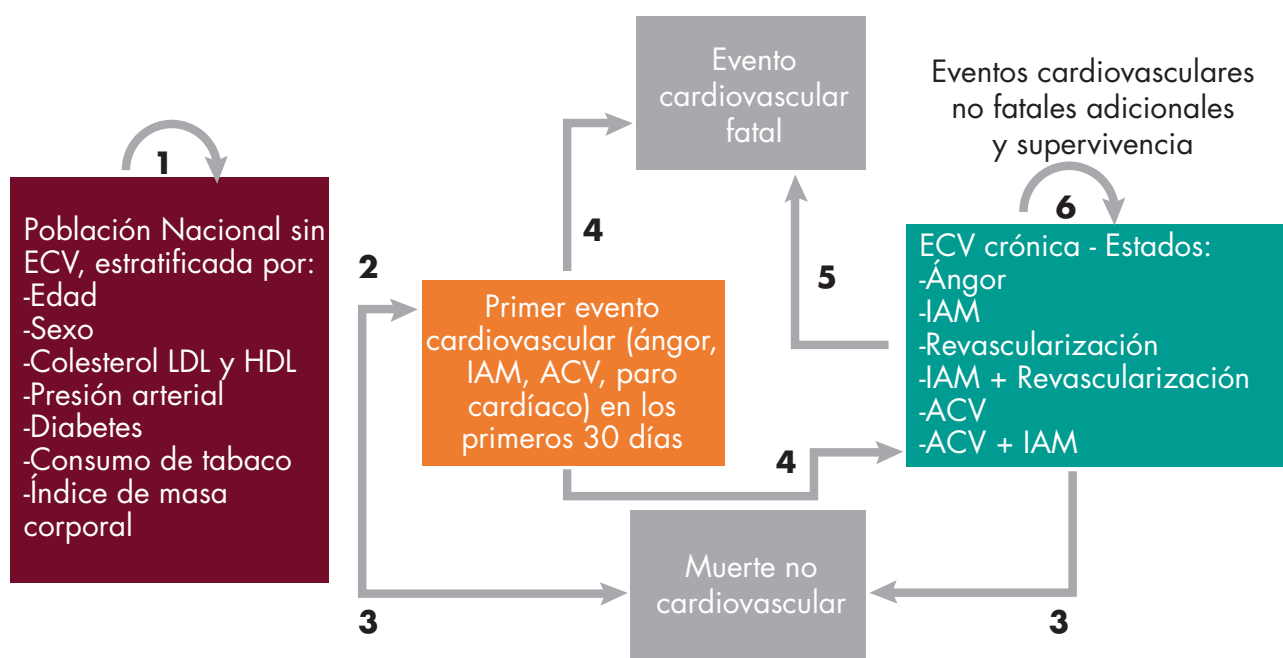 1
Población Nacional sin
ECV, estratificada por:
-Edad
-Sexo
-Colesterol LDL y HDL
-Presión arterial
-Diabetes
-Consumo de tabaco
-Índice de masa
corporal
2
3
Primer evento
cardiovascular (ángor,
IAM, ACV, paro
cardíaco) en los
primeros 30 días
4
4
Evento
cardiovascular
fatal
5
Eventos cardiovasculares
no fatales adicionales
y supervivencia
6
ECV crónica - Estados:
-Ángor
-IAM
-Revascularización
-IAM + Revascularización
-ACV
-ACV + IAM
3
Muerte no
cardiovascular